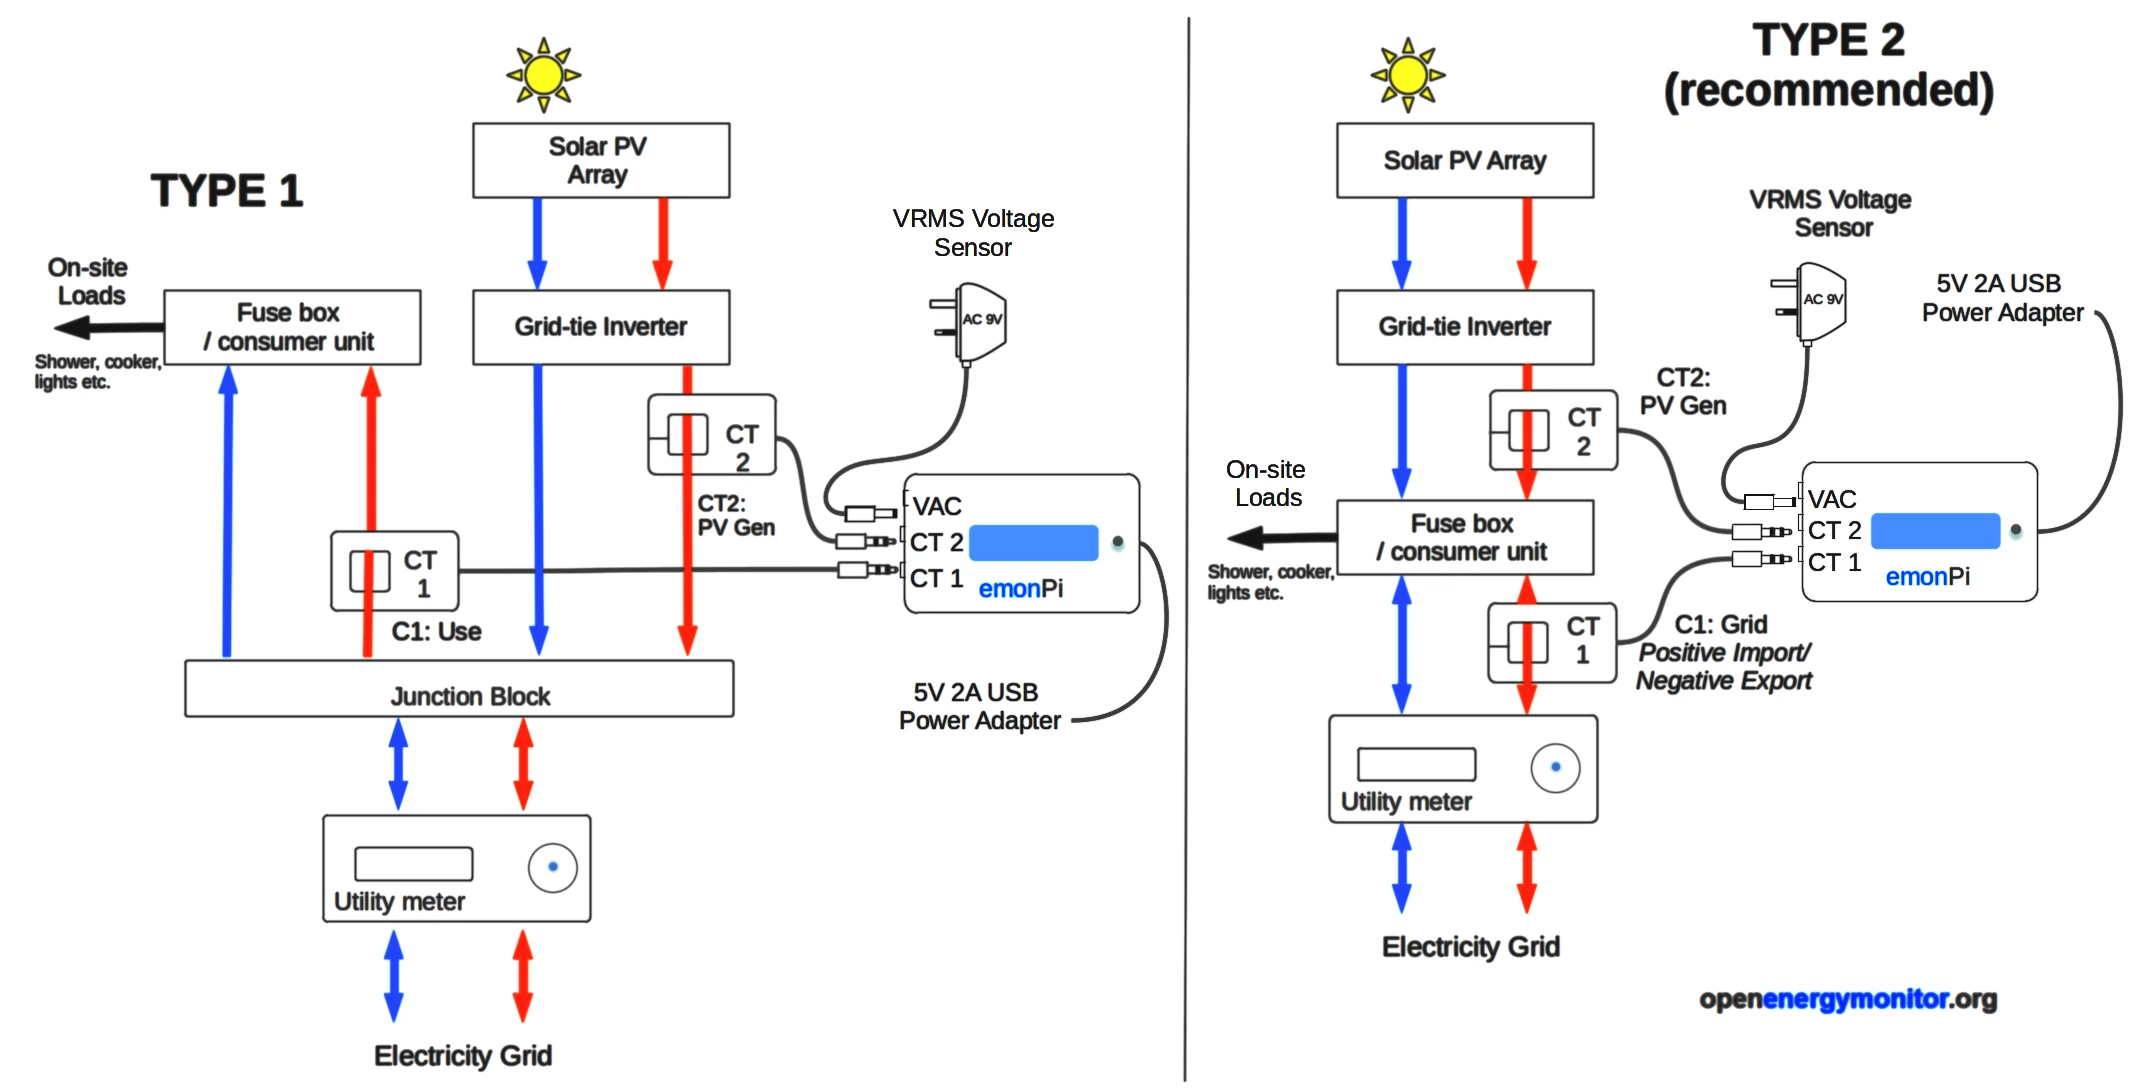 TYPE 1
Solar PV
Array
On-site
Loads
Shower, cooker,
lights etc.
Fuse box
/ consumer unit
Grid-tie Inverter
VRMS Voltage
Sensor
AC 9V
CT
2
CT2:
PV Gen
CT
1
C1: Use
VAC
CT 2
CT 1
emonPi
5V 2A USB
Power Adapter
Junction Block
Utility meter
Electricity Grid
TYPE 2
(recommended)
Solar PV Array
Grid-tie Inverter
VRMS Voltage
Sensor
AC 9V
5V 2A USB
Power Adapter
CT
2
CT2:
PV Gen
On-site
Loads
Shower, cooker,
lights etc.
Fuse box
/ consumer unit
VAC
CT 2
CT 1
emonPi
CT
1
C1: Grid
Positive Import/
Negative Export
Utility meter
Electricity Grid
openenergymonitor.org